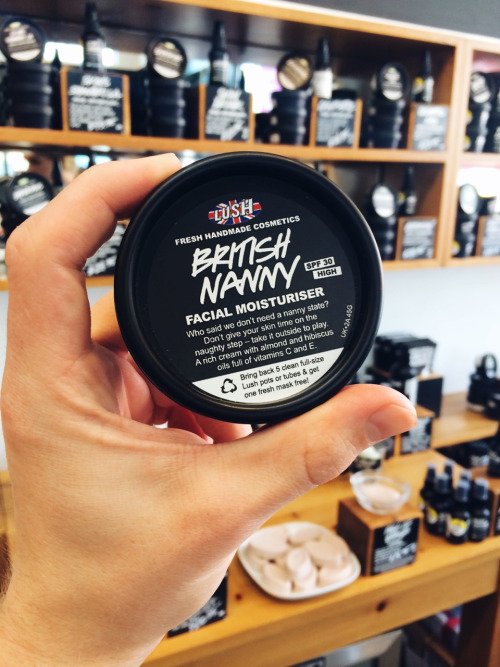 LUSH
FRESH HANDMADE COSMETICS
BRITISH
NANNY
SPF 30
HIGH
FACIAL MOISTURISER
Who said we don't need a nanny state?
Don't give your skin time on the
naughty step – take it outside to play.
A rich cream with almond and hibiscus
oils full of vitamins C and E.
Bring back 5 clean full-size
Lush pots or tubes & get
one fresh mask free!